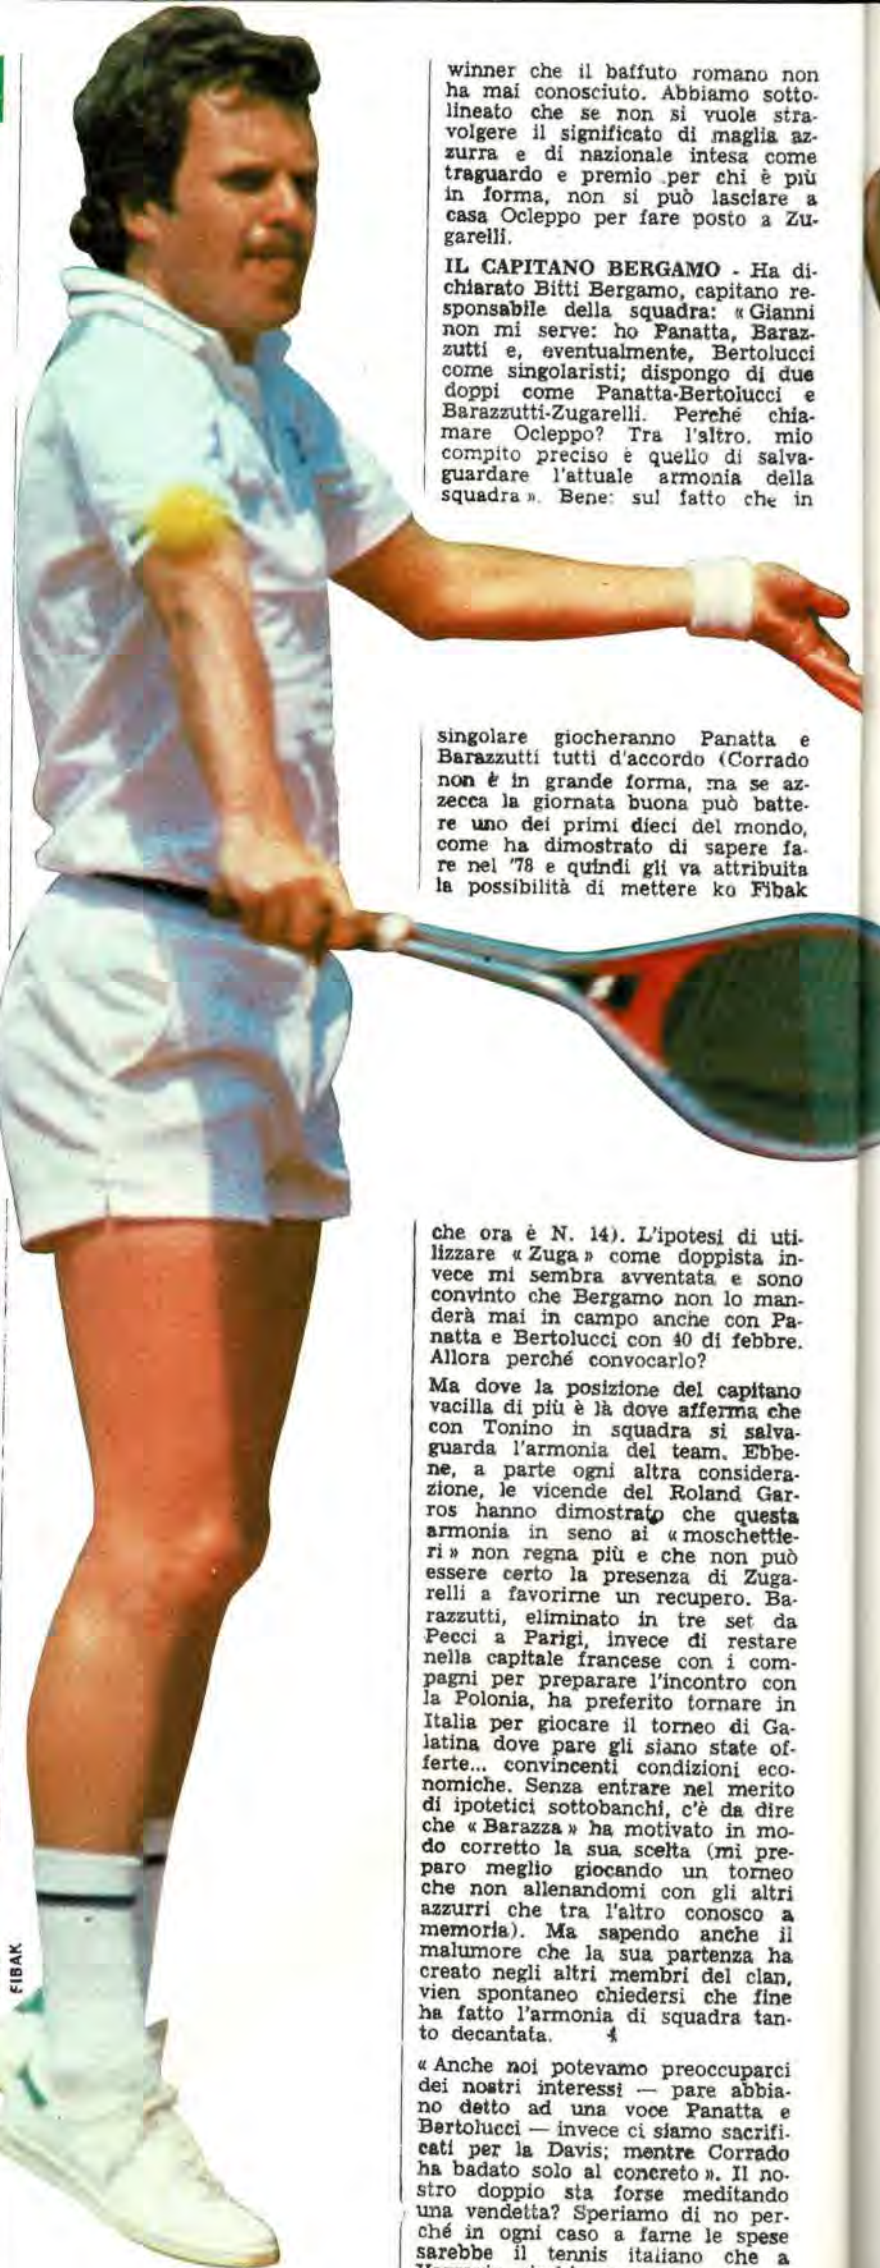 winner che il baffuto romano non
ha mai conosciuto. Abbiamo sotto-
lineato che se non si vuole stra-
volgere il significato di maglia az-
zurra e di nazionale intesa come
traguardo e premio per chi è più
in forma, non si può lasciare a
casa Ocleppo per fare posto a Zu-
garelli.
IL CAPITANO BERGAMO - Ha di-
chiarato Bitti Bergamo, capitano re-
sponsabile della squadra: « Gianni
non mi serve: ho Panatta, Baraz-
zutti e, eventualmente, Bertolucci
come singolaristi; dispongo di due
doppi come Panatta-Bertolucci e
Barazzutti-Zugarelli. Perché chia-
mare Ocleppo? Tra l'altro, mio
compito preciso è quello di salva-
guardare l'attuale armonia della
squadra ». Bene: sul fatto che in
singolare giocheranno Panatta e
Barazzutti tutti d'accordo (Corrado
non è in grande forma, ma se az-
zecca la giornata buona può batte-
re uno dei primi dieci del mondo,
come ha dimostrato di sapere fa-
re nel '78 e quindi gli va attribuita
la possibilità di mettere ko Fibak
che ora è N. 14). L'ipotesi di uti-
lizzare « Zuga » come doppista in-
vece mi sembra avventata e sono
convinto che Bergamo non lo man-
derà mai in campo anche con Pa-
natta e Bertolucci con 40 di febbre.
Allora perché convocarlo?
Ma dove la posizione del capitano
vacilla di più è là dove afferma che
con Tonino in squadra si salva-
guarda l'armonia del team. Ebbe-
ne, a parte ogni altra considera-
zione, le vicende del Roland Gar-
ros hanno dimostrato che questa
armonia in seno ai « moschettie-
ri » non regna più e che non può
essere certo la presenza di Zuga-
relli a favorirne un recupero. Ba-
razzutti, eliminato in tre set da
Pecci a Parigi, invece di restare
nella capitale francese con i com-
pagni per preparare l'incontro con
la Polonia, ha preferito tornare in
Italia per giocare il torneo di Ga-
latina dove pare gli siano state of-
ferte... convincenti condizioni eco-
nomiche. Senza entrare nel merito
di ipotetici sottobanchi, c'è da dire
che « Barazza » ha motivato in mo-
do corretto la sua scelta (mi pre-
paro meglio giocando un torneo
che non allenandomi con gli altri
azzurri che tra l'altro conosco a
memoria). Ma sapendo anche il
malumore che la sua partenza ha
creato negli altri membri del clan,
vien spontaneo chiedersi che fine
ha fatto l'armonia di squadra tan-
to decantata.
« Anche noi potevamo preoccuparci
dei nostri interessi — pare abbia-
no detto ad una voce Panatta e
Bertolucci — invece ci siamo sacrifi-
cati per la Davis; mentre Corrado
ha badato solo al concreto ». Il no-
stro doppio sta forse meditando
una vendetta? Speriamo di no per-
ché in ogni caso a farne le spese
sarebbe il tennis italiano che a
FIBAK